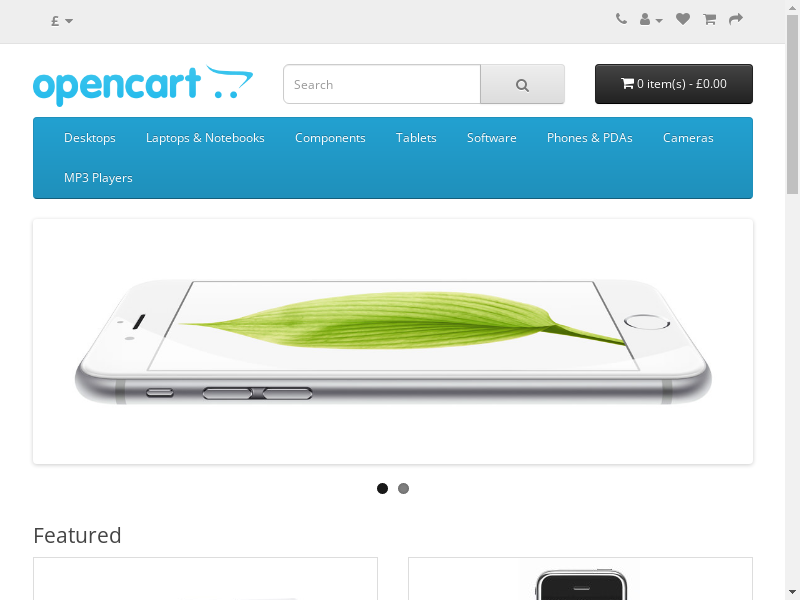 £
opencart
Search
0 item(s) - £0.00
Desktops
Laptops & Notebooks
Components
Tablets
Software
Phones & PDAs
Cameras
MP3 Players
Featured